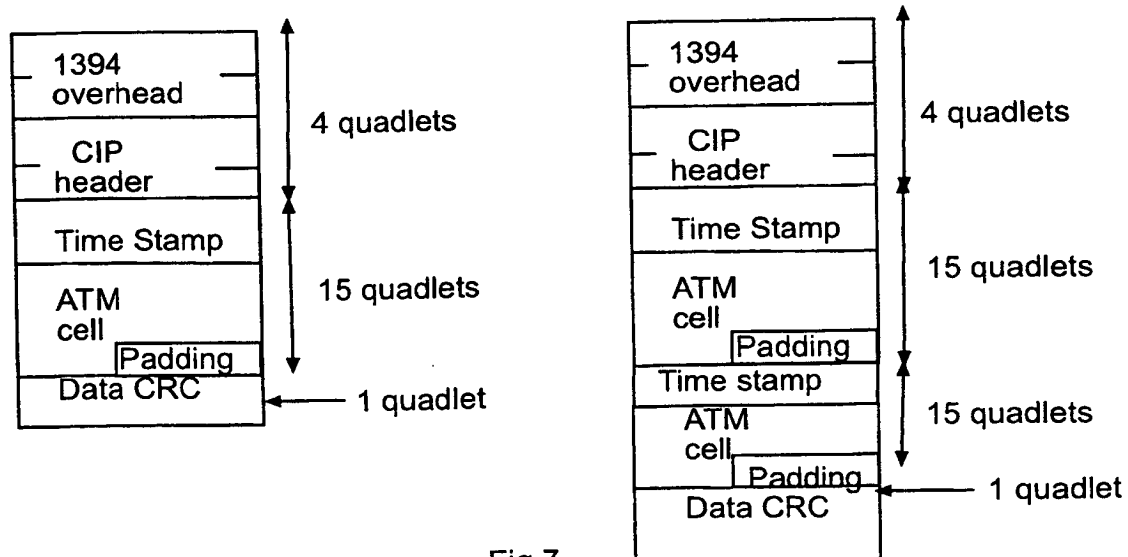 1394
overhead
4 quadlets
CIP
header
Time Stamp
15 quadlets
ATM
cell
Padding
Data CRC
1 quadlet
1394
overhead
4 quadlets
CIP
header
Time Stamp
15 quadlets
ATM
cell
Padding
Time stamp
15 quadlets
ATM
cell
Padding
1 quadlet
Data CRC
Fig 7